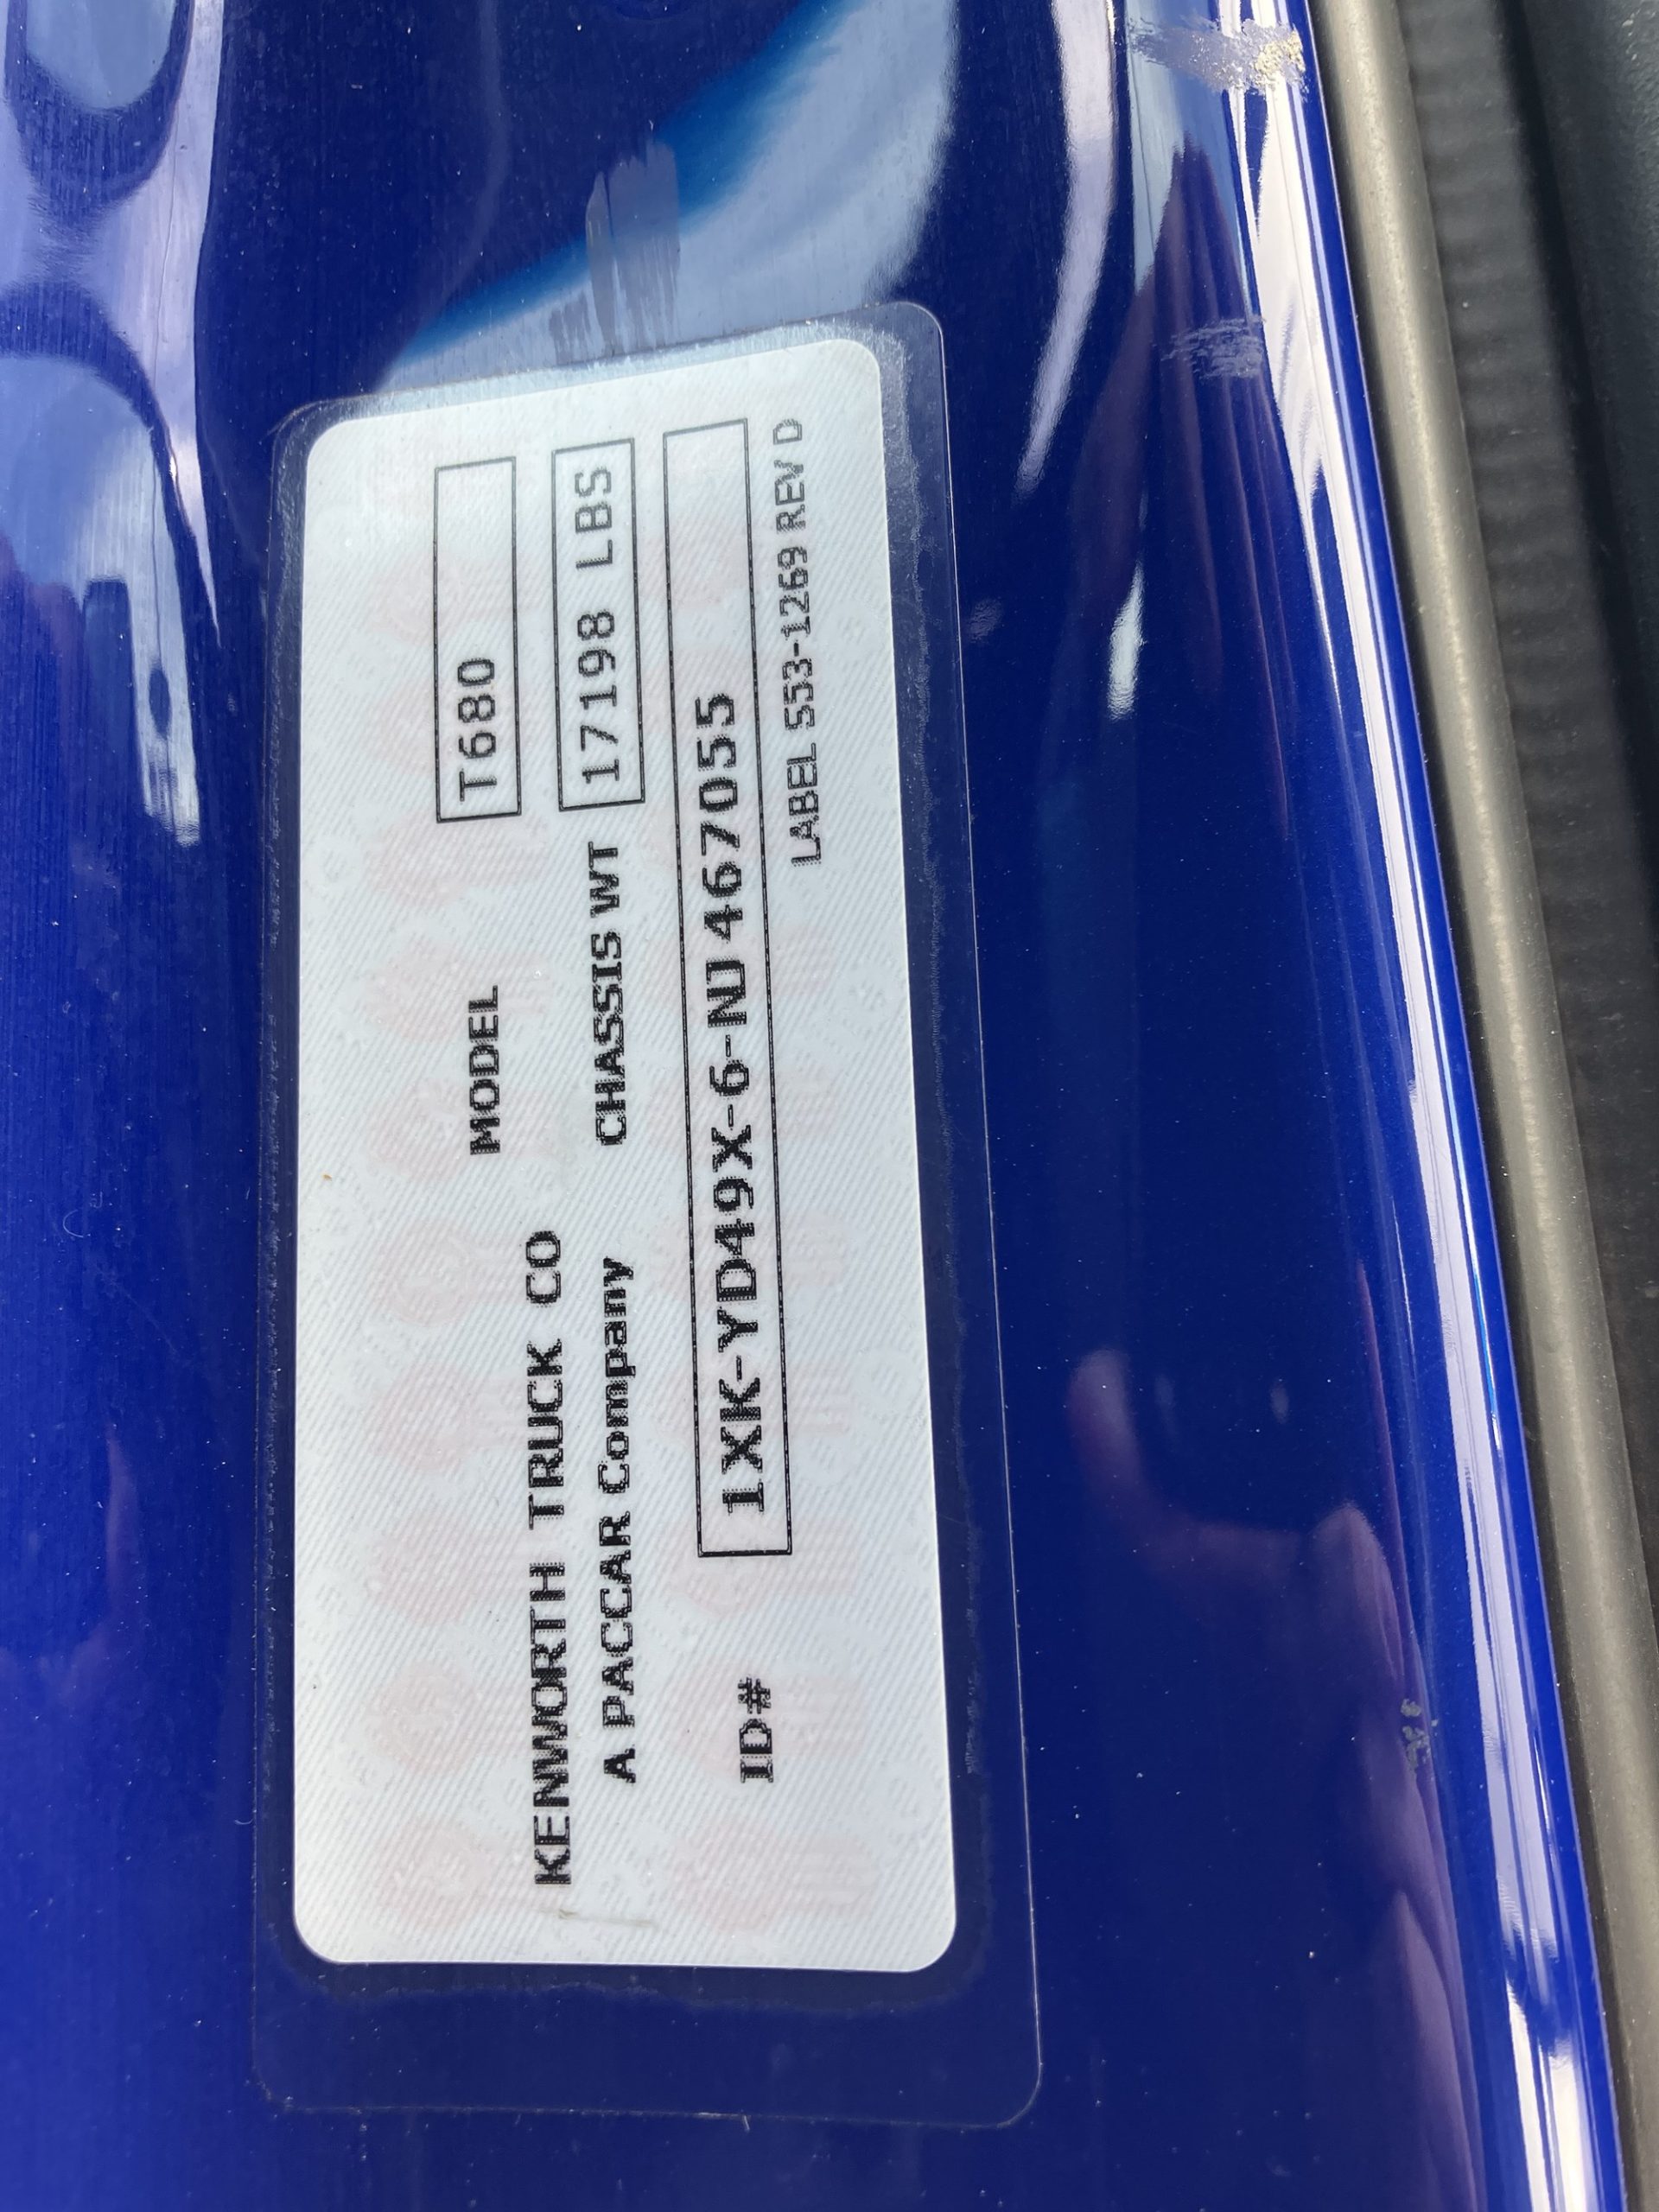 MODEL T680
KENWORTH TRUCK CO
A PACCAR Company
CHASSIS WT 17198 LBS
ID# 1XK-YD49X-6-NJ467055
LABEL S53-1269 REV D